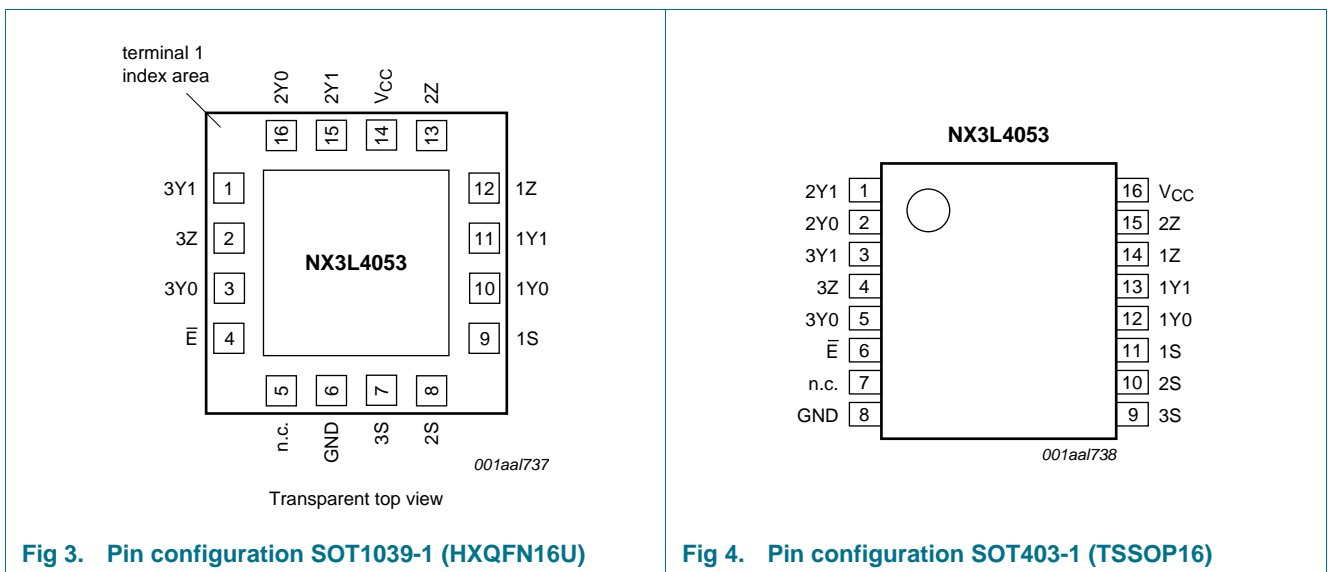 terminal 1
index area
2Y0 2Y1 VCC 2Z
16 15 14 13
3Y1 1
3Z 2
3Y0 3
E̅ 4
NX3L4053
12 1Z
11 1Y1
10 1Y0
9 1S
5 6 7 8
n.c. GND 3S 2S
001aal737
Transparent top view
Fig 3. Pin configuration SOT1039-1 (HXQFN16U)
NX3L4053
2Y1 1
2Y0 2
3Y1 3
3Z 4
3Y0 5
E̅ 6
n.c. 7
GND 8
16 VCC
15 2Z
14 1Z
13 1Y1
12 1Y0
11 1S
10 2S
9 3S
001aal738
Fig 4. Pin configuration SOT403-1 (TSSOP16)